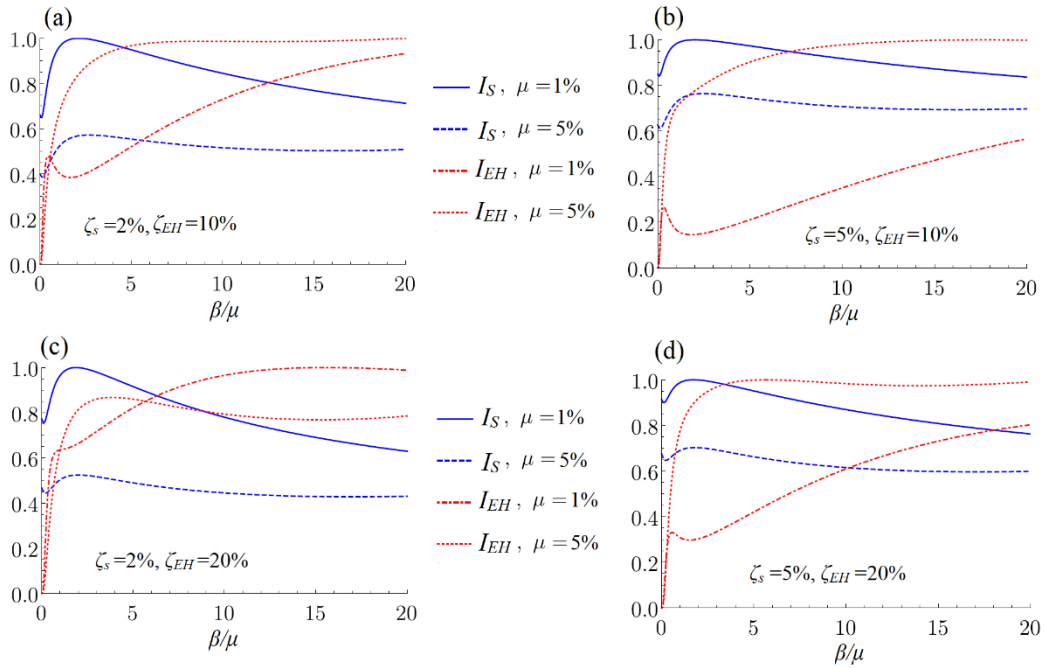 (a)
1.0
0.8
0.6
0.4
0.2
0.0
0 5 10 15 20
β/μ
ζs =2%, ζEH=10%
IS , μ = 1%
IS , μ = 5%
IEH , μ = 1%
IEH , μ = 5%
(b)
1.0
0.8
0.6
0.4
0.2
0.0
0 5 10 15 20
β/μ
ζs =5%, ζEH=10%
(c)
1.0
0.8
0.6
0.4
0.2
0.0
0 5 10 15 20
β/μ
ζs =2%, ζEH=20%
IS , μ = 1%
IS , μ = 5%
IEH , μ = 1%
IEH , μ = 5%
(d)
1.0
0.8
0.6
0.4
0.2
0.0
0 5 10 15 20
β/μ
ζs =5%, ζEH=20%